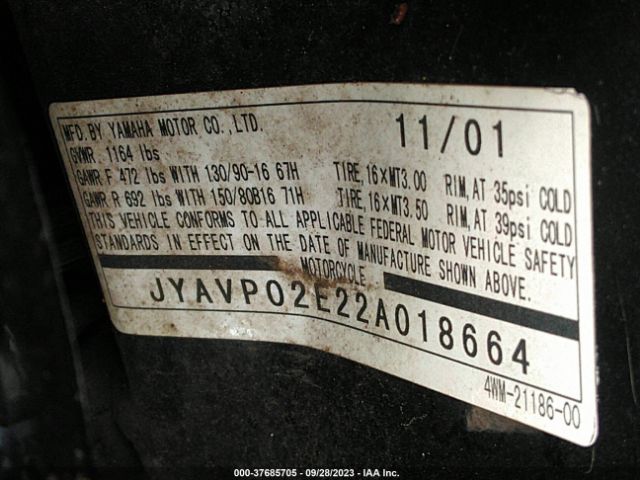 MFD. BY YAMAHA MOTOR CO., LTD. 11/01
GVWR. 1164 lbs
GAWR F 472 lbs WITH 130/90-16 67H TIRE, 16×MT3.00 RIM, AT 35psi COLD
GAWR R 692 lbs WITH 150/80B16 71H TIRE, 16×MT3.50 RIM, AT 39psi COLD
THIS VEHICLE CONFORMS TO ALL APPLICABLE FEDERAL MOTOR VEHICLE SAFETY
STANDARDS IN EFFECT ON THE DATE OF MANUFACTURE SHOWN ABOVE.
MOTORCYCLE
JYAVP02E22A018664
4WM-21186-00
000-37685705 - 09/28/2023 - IAA Inc.